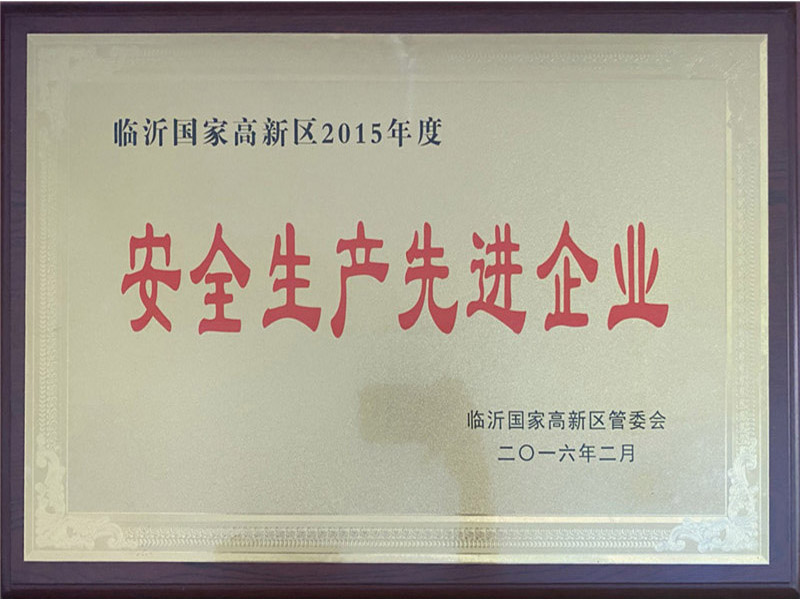 临沂国家高新区2015年度
安全生产先进企业
临沂国家高新区管委会
二〇一六年二月